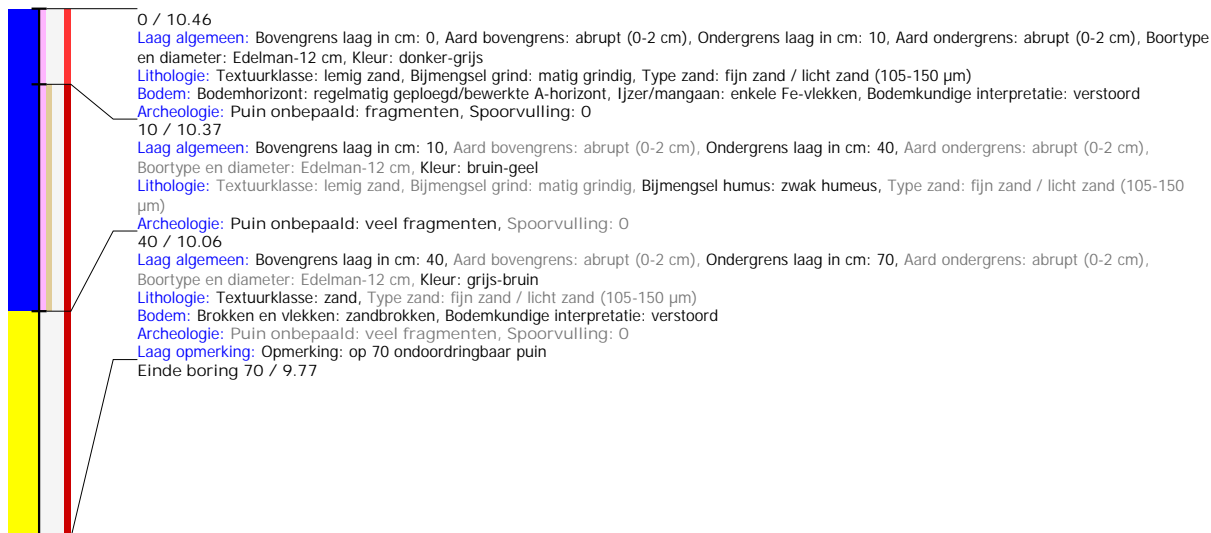 0 / 10.46
Laag algemeen: Bovengrens laag in cm: 0, Aard bovengrens: abrupt (0-2 cm), Ondergrens laag in cm: 10, Aard ondergrens: abrupt (0-2 cm), Boortype
en diameter: Edelman-12 cm, Kleur: donker-grijs
Lithologie: Textuurklasse: lemig zand, Bijmengsel grind: matig grindig, Type zand: fijn zand / licht zand (105-150 µm)
Bodem: Bodemhorizont: regelmatig geploegd/bewerkte A-horizont, Ijzer/mangaan: enkele Fe-vlekken, Bodemkundige interpretatie: verstoord
Archeologie: Puin onbepaald: fragmenten, Spoorvulling: 0
10 / 10.37
Laag algemeen: Bovengrens laag in cm: 10, Aard bovengrens: abrupt (0-2 cm), Ondergrens laag in cm: 40, Aard ondergrens: abrupt (0-2 cm),
Boortype en diameter: Edelman-12 cm, Kleur: bruin-geel
Lithologie: Textuurklasse: lemig zand, Bijmengsel grind: matig grindig, Bijmengsel humus: zwak humeus, Type zand: fijn zand / licht zand (105-150
µm)
Archeologie: Puin onbepaald: veel fragmenten, Spoorvulling: 0
40 / 10.06
Laag algemeen: Bovengrens laag in cm: 40, Aard bovengrens: abrupt (0-2 cm), Ondergrens laag in cm: 70, Aard ondergrens: abrupt (0-2 cm),
Boortype en diameter: Edelman-12 cm, Kleur: grijs-bruin
Lithologie: Textuurklasse: zand, Type zand: fijn zand / licht zand (105-150 µm)
Bodem: Brokken en vlekken: zandbrokken, Bodemkundige interpretatie: verstoord
Archeologie: Puin onbepaald: veel fragmenten, Spoorvulling: 0
Laag opmerking: Opmerking: op 70 ondoordringbaar puin
Einde boring 70 / 9.77